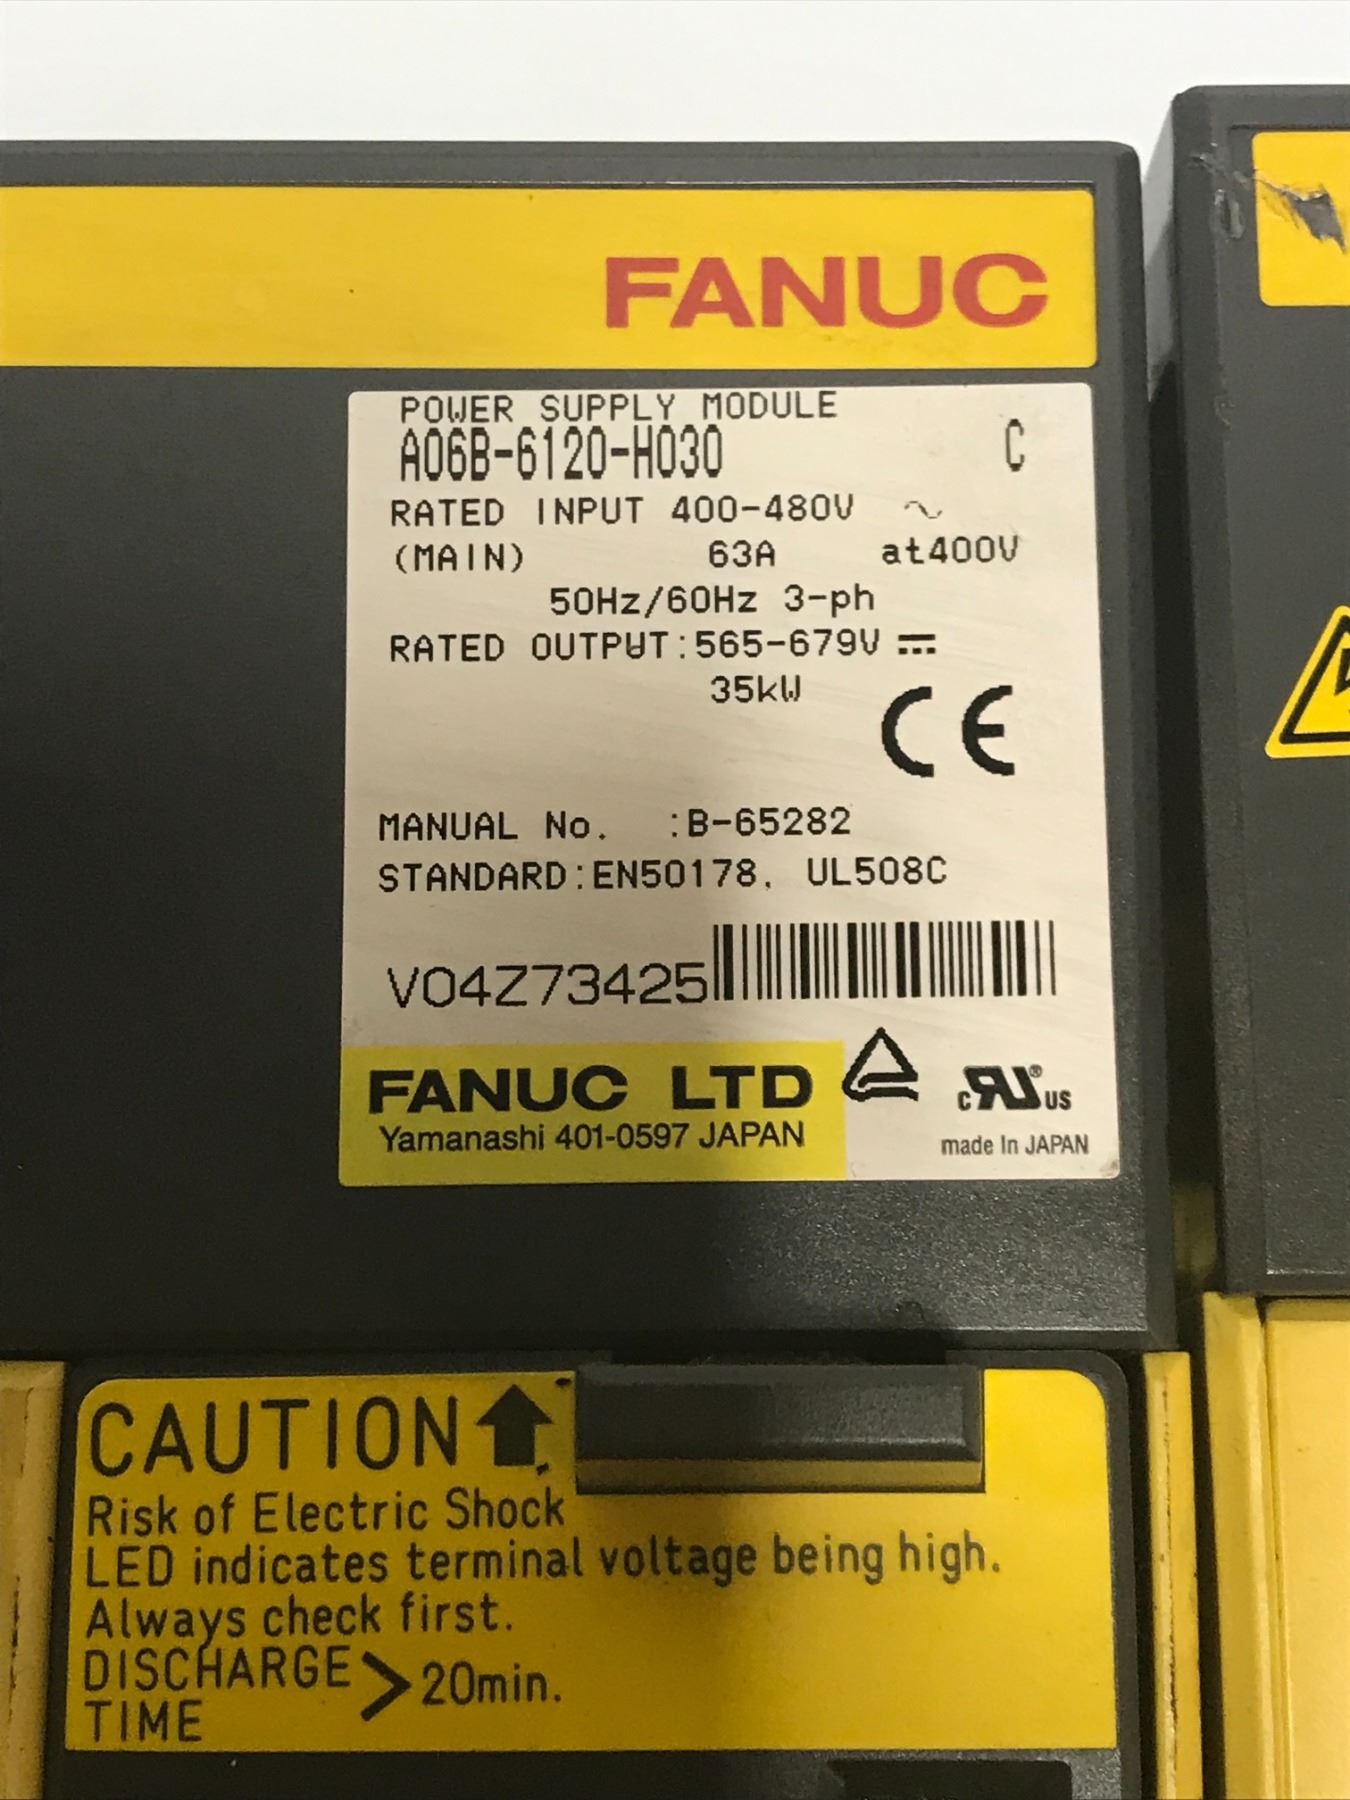 FANUC
POWER SUPPLY MODULE
A06B-6120-H030 C
RATED INPUT 400-480V ~
(MAIN) 63A at400V
50Hz/60Hz 3-ph
RATED OUTPUT:565-679V ⎓
35kW
CE
MANUAL No. :B-65282
STANDARD:EN50178, UL508C
V04Z73425
FANUC LTD
Yamanashi 401-0597 JAPAN
c RU® US
made In JAPAN
CAUTION
Risk of Electric Shock
LED indicates terminal voltage being high.
Always check first.
DISCHARGE TIME > 20min.